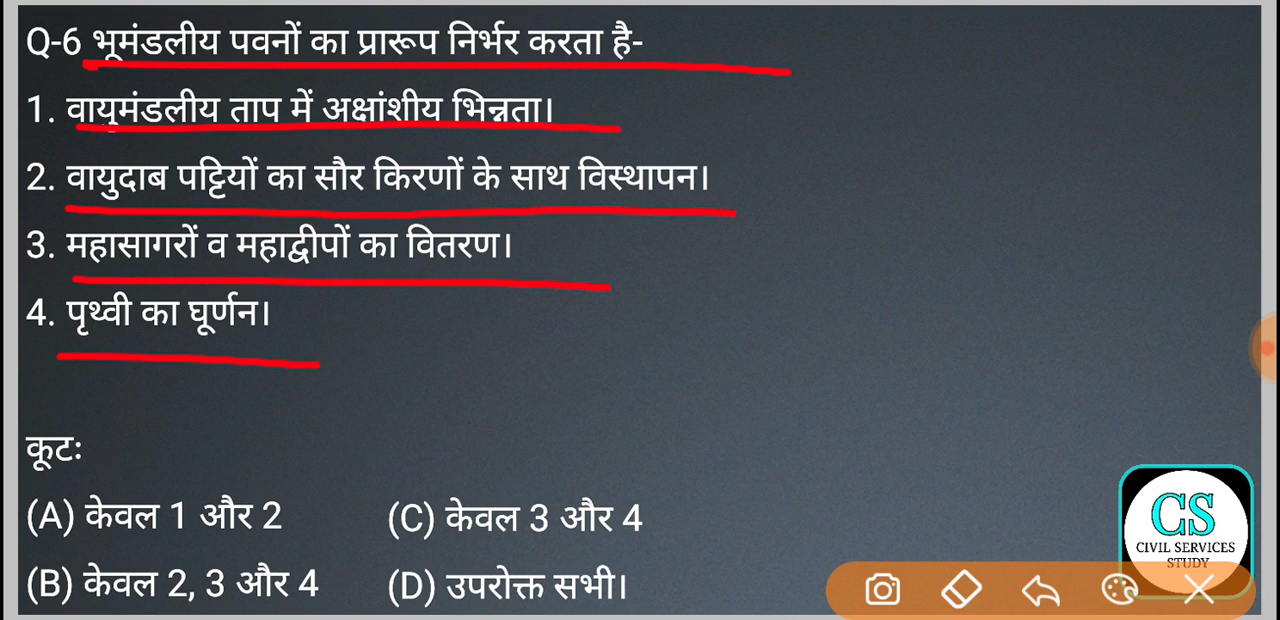 Q-6 भूमंडलीय पवनों का प्रारूप निर्भर करता है-
1. वायुमंडलीय ताप में अक्षांशीय भिन्नता।
2. वायुदाब पट्टियों का सौर किरणों के साथ विस्थापन।
3. महासागरों व महाद्वीपों का वितरण।
4. पृथ्वी का घूर्णन।
कूटः
(A) केवल 1 और 2 (C) केवल 3 और 4
(B) केवल 2, 3 और 4 (D) उपरोक्त सभी।
CS
CIVIL SERVICES
STUDY